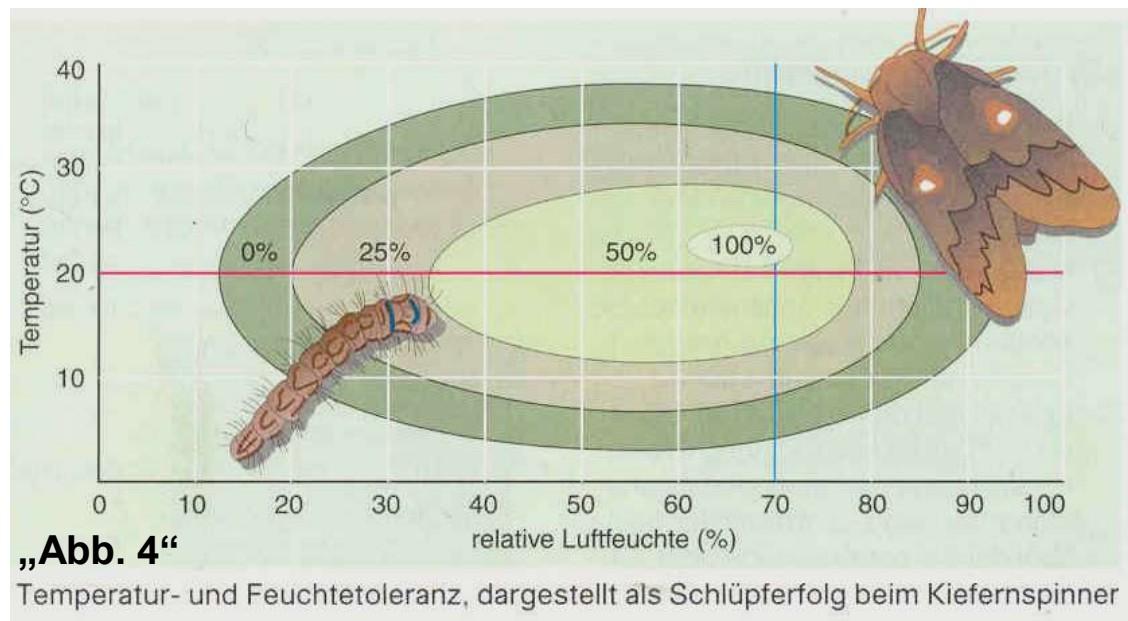 40
30
20
10
Temperatur (°C)
0% 25% 50% 100%
0 10 20 30 40 50 60 70 80 90 100
relative Luftfeuchte (%)
„Abb. 4“
Temperatur- und Feuchtetoleranz, dargestellt als Schlüpferfolg beim Kiefernspinner